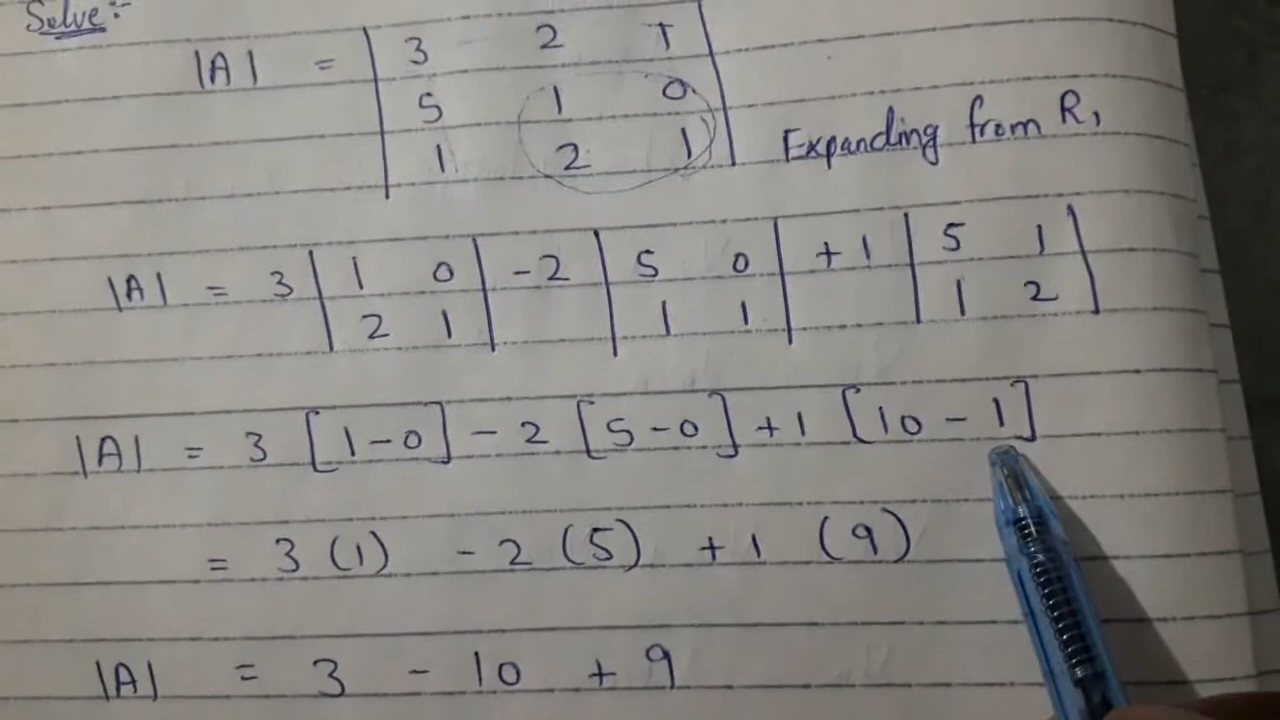 Solve:-
|A| = | 3 2 1 |
| 5 1 0 |
| 1 2 1 | Expanding from R1
|A| = 3 | 1 0 | -2 | 5 0 | +1 | 5 1 |
| 2 1 | | 1 1 | | 1 2 |
|A| = 3 [1-0] - 2 [5-0] + 1 [10 - 1]
= 3 (1) - 2 (5) + 1 (9)
|A| = 3 - 10 + 9